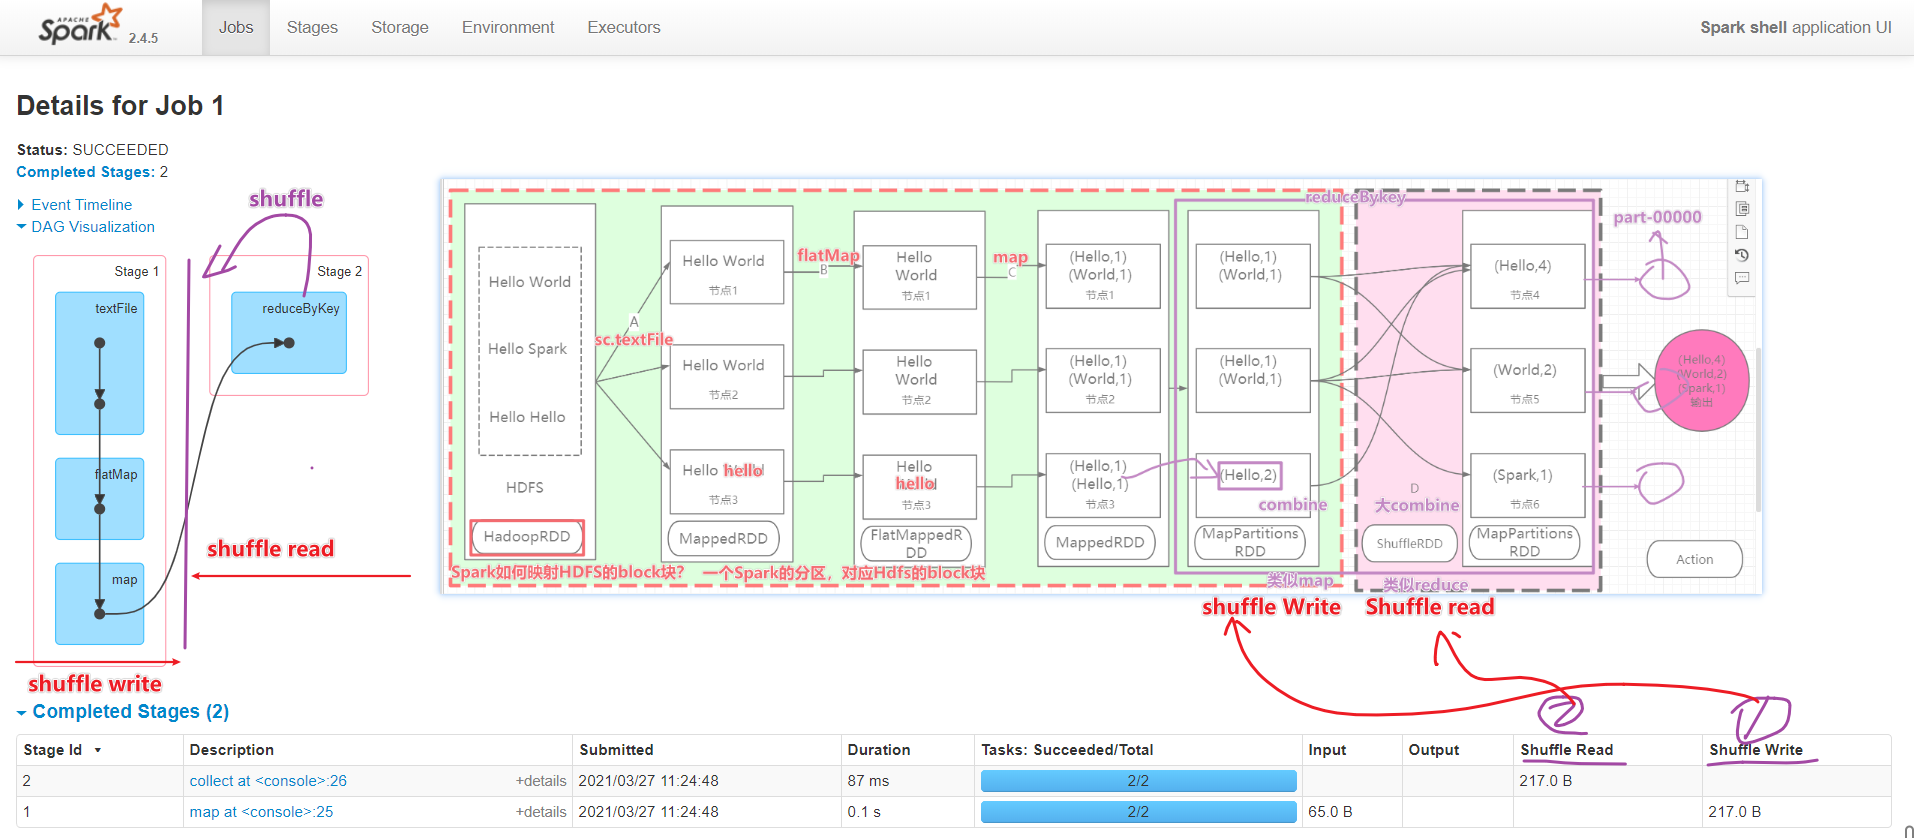 APACHE
Spark 2.4.5
Jobs Stages Storage Environment Executors
Spark shell application UI
Details for Job 1
Status: SUCCEEDED
Completed Stages: 2
Event Timeline
DAG Visualization
shuffle
Stage 1
textFile
flatMap
map
Stage 2
reduceByKey
shuffle read
shuffle write
Hello World
Hello Spark
Hello Hello
HDFS
HadoopRDD
A
sc.textFile
Hello World
节点1
Hello World
节点2
Hello World
hello
节点3
MappedRDD
flatMap
B
Hello
World
节点1
Hello
World
节点2
Hello
hello
节点3
FlatMappedR
DD
map
C
(Hello,1)
(World,1)
节点1
(Hello,1)
(World,1)
节点2
(Hello,1)
(Hello,1)
节点3
MappedRDD
reduceBykey
(Hello,1)
(World,1)
(Hello,1)
(World,1)
(Hello,2)
combine
MapPartitions
RDD
D
大combine
ShuffleRDD
(Hello,4)
节点4
(World,2)
节点5
(Spark,1)
节点6
MapPartitions
RDD
part-00000
(Hello,4)
(World,2)
(Spark,1)
输出
Action
Spark如何映射HDFS的block块? 一个Spark的分区，对应Hdfs的block块
类似map
类似reduce
shuffle Write
Shuffle read
2
1
Completed Stages (2)
Stage Id Description Submitted Duration Tasks: Succeeded/Total Input Output Shuffle Read Shuffle Write
2 collect at <console>:26 +details 2021/03/27 11:24:48 87 ms 2/2 217.0 B
1 map at <console>:25 +details 2021/03/27 11:24:48 0.1 s 2/2 65.0 B 217.0 B